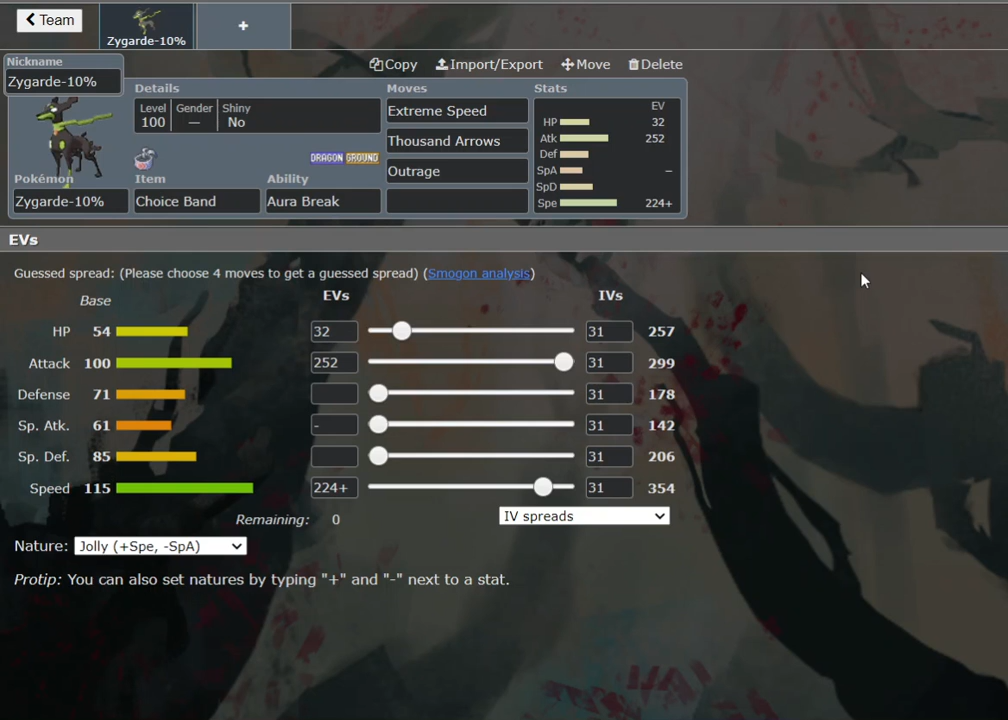 Team
Zygarde-10%
+
Nickname
Zygarde-10%
Copy Import/Export Move Delete
Details
Level Gender Shiny
100 — No
DRAGON GROUND
Pokémon Item Ability
Zygarde-10% Choice Band Aura Break
Moves
Extreme Speed
Thousand Arrows
Outrage
Stats
EV
HP 32
Atk 252
Def
SpA –
SpD
Spe 224+
EVs
Guessed spread: (Please choose 4 moves to get a guessed spread) (Smogon analysis)
Base EVs IVs
HP 54 32 31 257
Attack 100 252 31 299
Defense 71 31 178
Sp. Atk. 61 - 31 142
Sp. Def. 85 31 206
Speed 115 224+ 31 354
Remaining: 0 IV spreads
Nature: Jolly (+Spe, -SpA)
Protip: You can also set natures by typing "+" and "-" next to a stat.